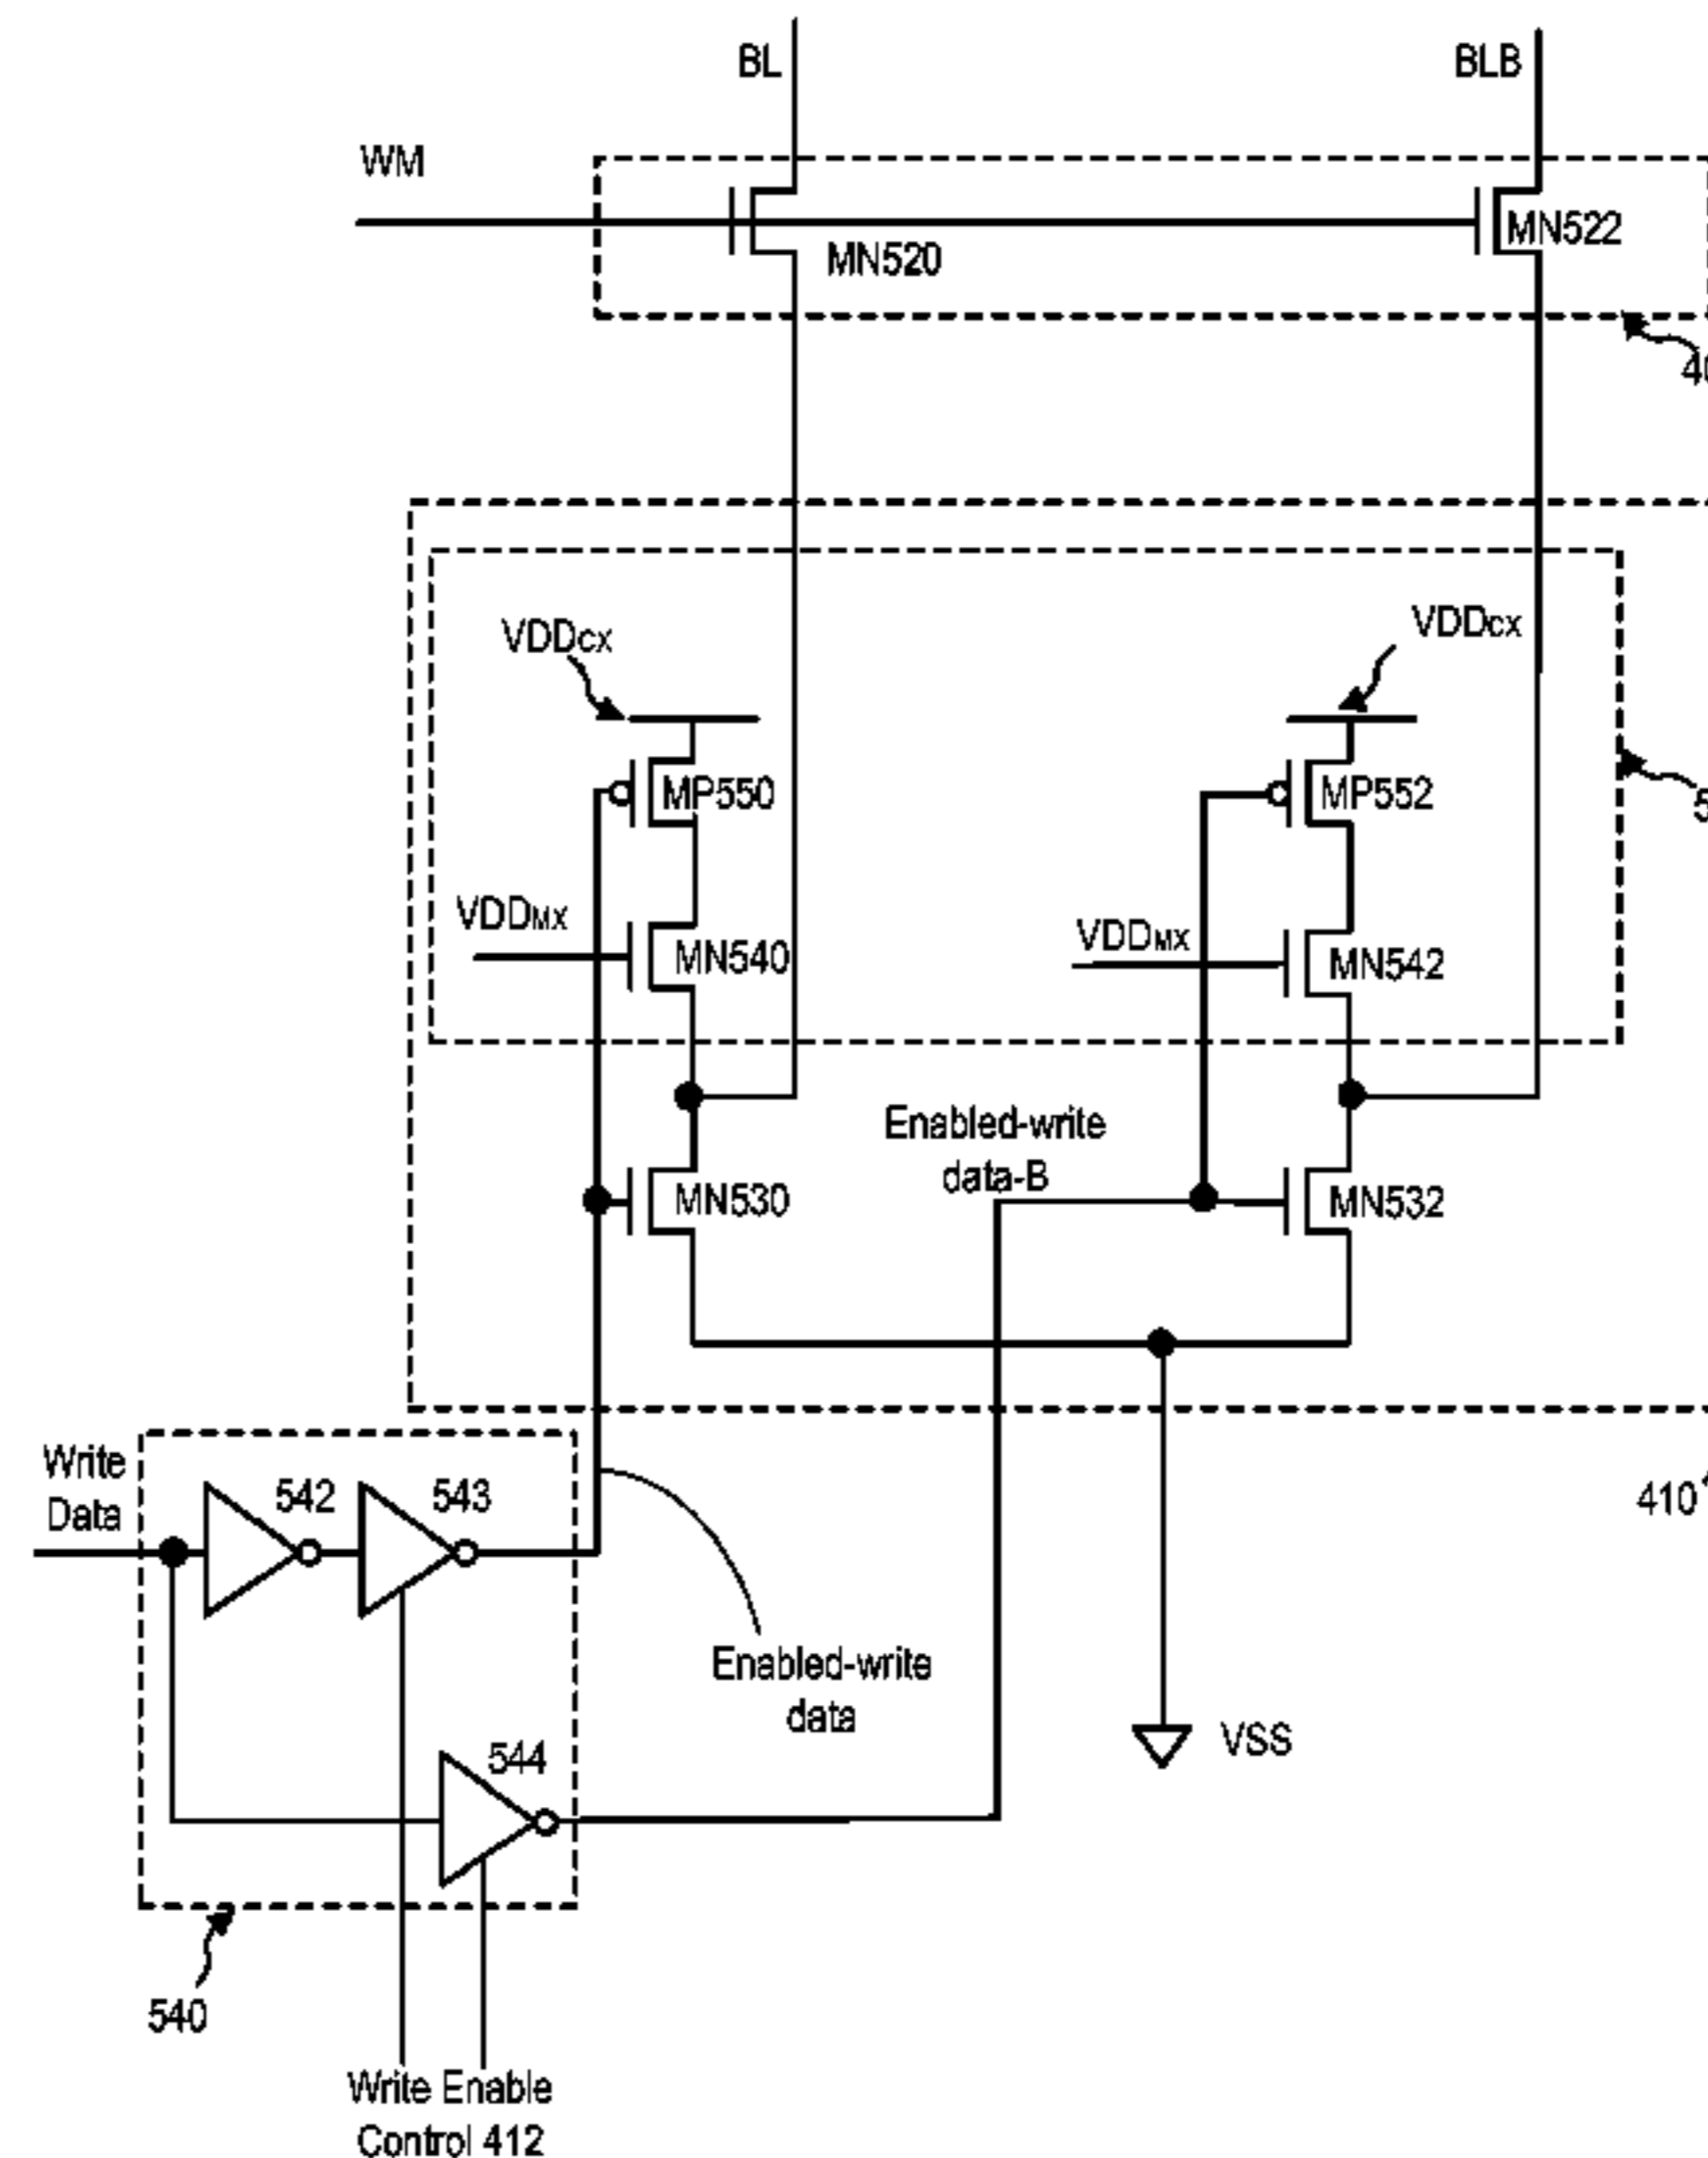 BL
BLB
WM
MN522
MN520
VDDCX
VDDCX
MP550
MP552
VDDMX
VDDMX
MN540
MN542
Enabled-write
data-B
MN530
MN532
Write
Data
542
543
410
Enabled-write
data
544
VSS
540
Write Enable
Control 412